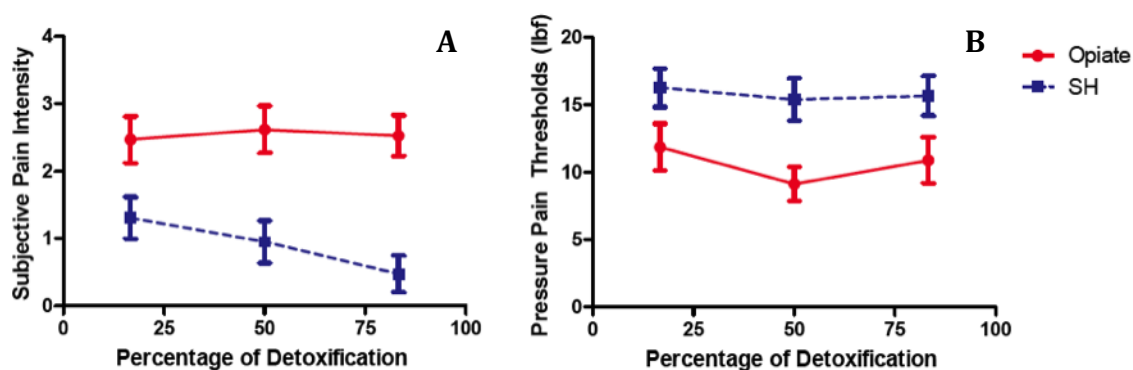 A
Subjective Pain Intensity
4
3
2
1
0
0 25 50 75 100
Percentage of Detoxification
B
Pressure Pain Thresholds (lbf)
20
15
10
5
0
0 25 50 75 100
Percentage of Detoxification
Opiate
SH